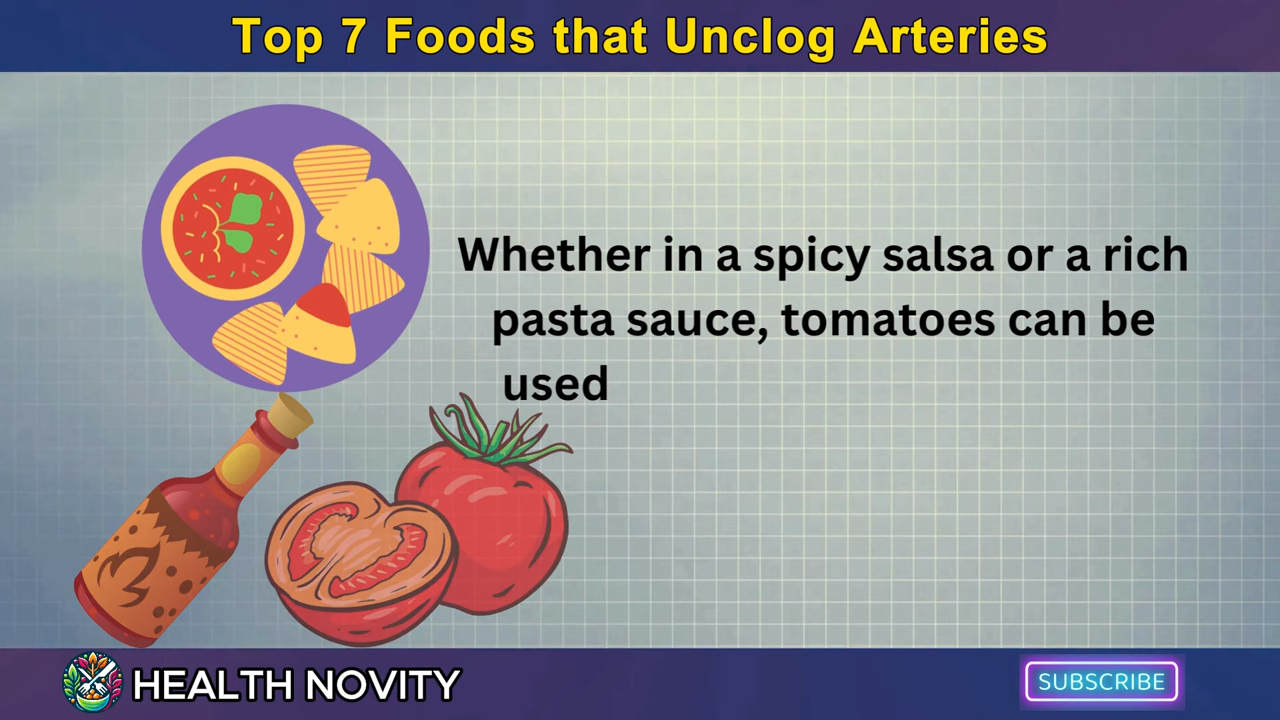 Top 7 Foods that Unclog Arteries
Whether in a spicy salsa or a rich
pasta sauce, tomatoes can be
used
HEALTH NOVITY
SUBSCRIBE